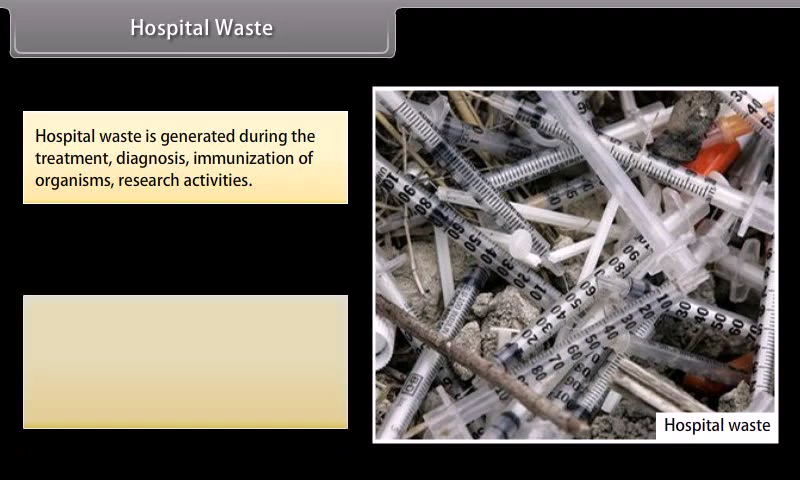 Hospital Waste
Hospital waste is generated during the
treatment, diagnosis, immunization of
organisms, research activities.
Hospital waste